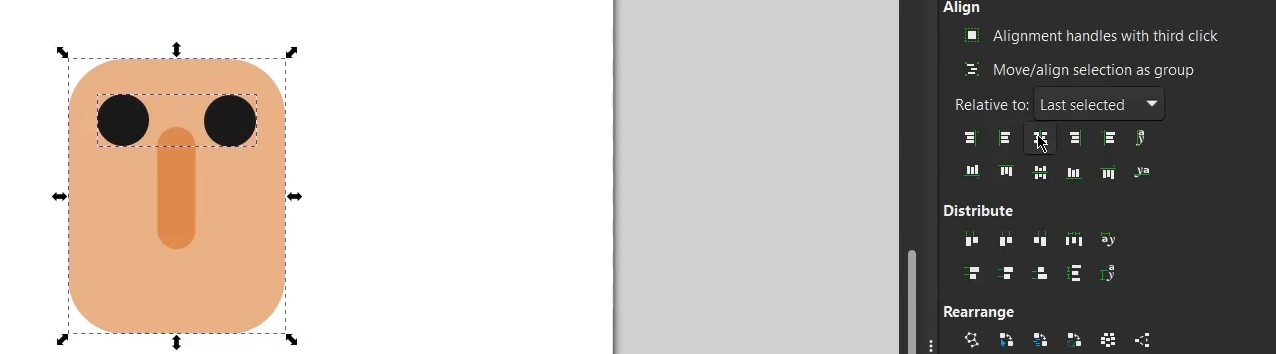 Align
Alignment handles with third click
Move/align selection as group
Relative to: Last selected
Distribute
Rearrange